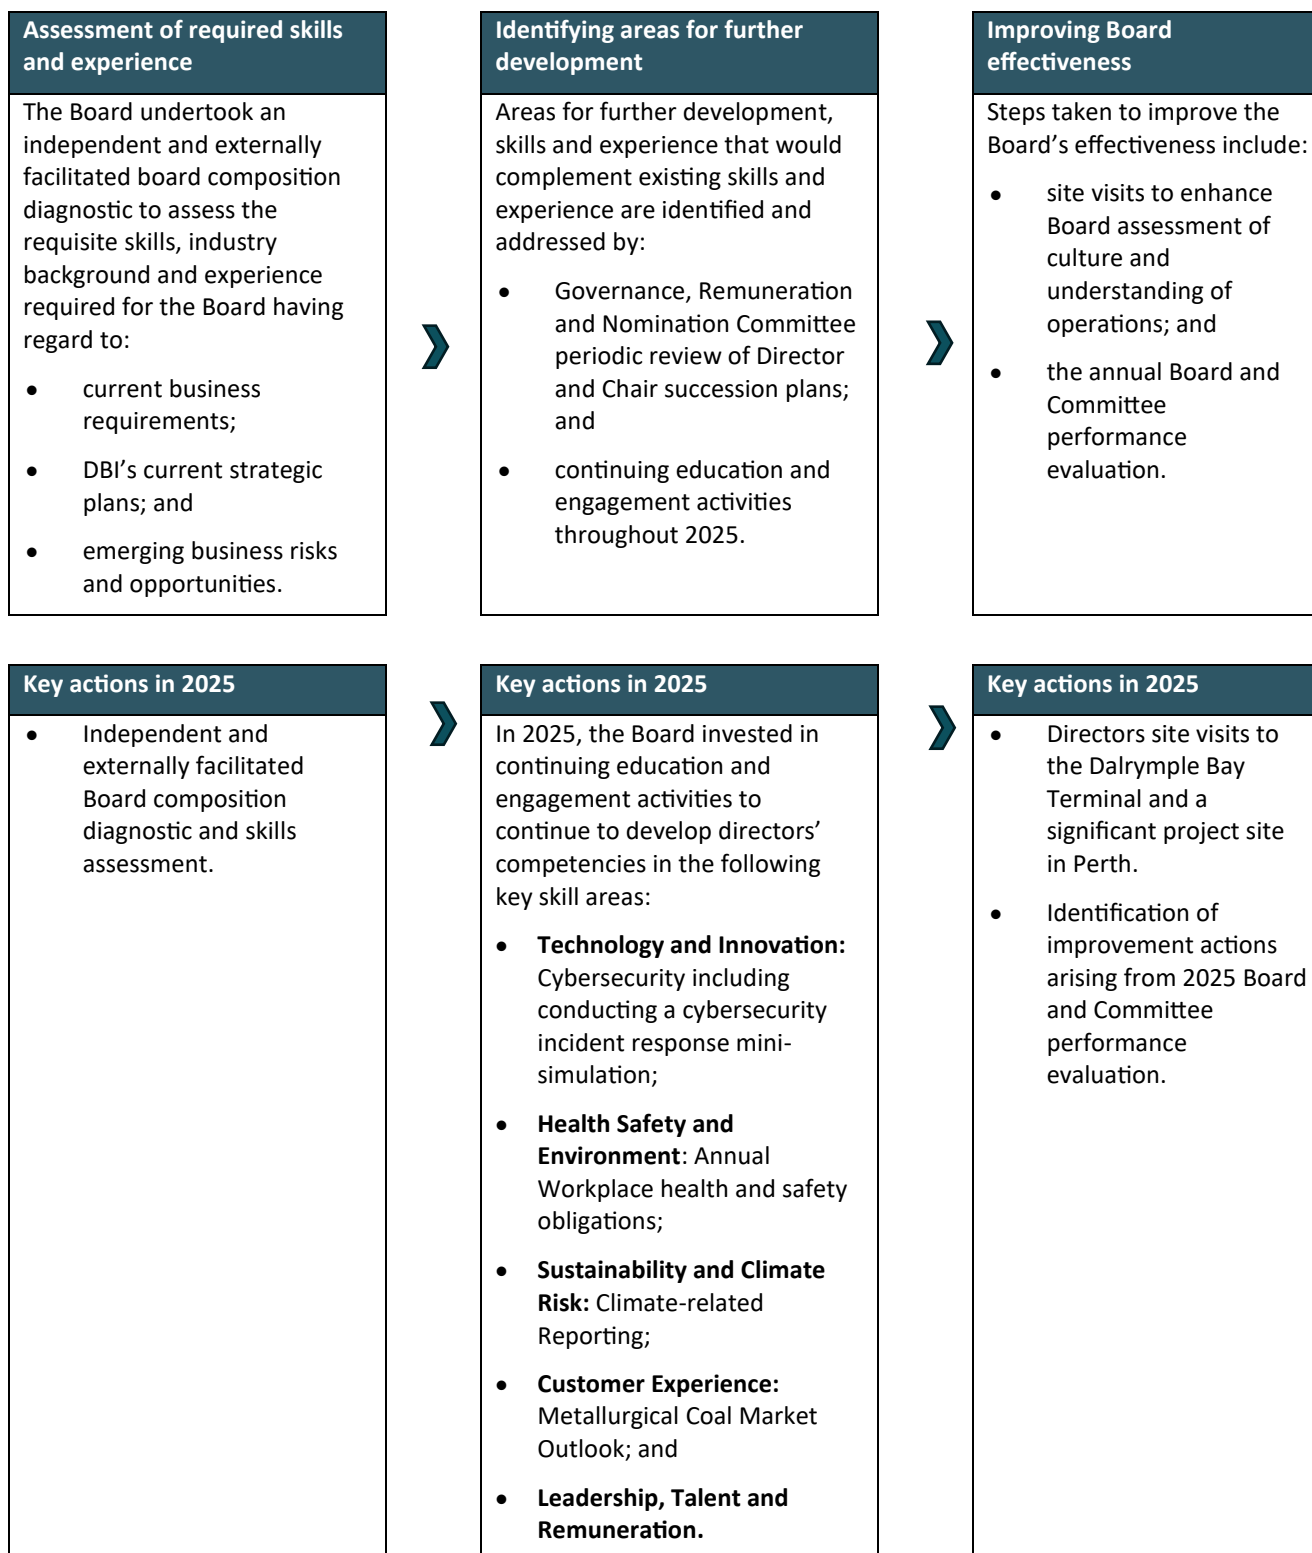 Assessment of required skills
and experience
The Board undertook an
independent and externally
facilitated board composition
diagnostic to assess the
requisite skills, industry
background and experience
required for the Board having
regard to:
• current business
requirements;
• DBI’s current strategic
plans; and
• emerging business risks
and opportunities.
Identifying areas for further
development
Areas for further development,
skills and experience that would
complement existing skills and
experience are identified and
addressed by:
• Governance, Remuneration
and Nomination Committee
periodic review of Director
and Chair succession plans;
and
• continuing education and
engagement activities
throughout 2025.
Improving Board
effectiveness
Steps taken to improve the
Board’s effectiveness include:
• site visits to enhance
Board assessment of
culture and
understanding of
operations; and
• the annual Board and
Committee
performance
evaluation.
Key actions in 2025
• Independent and
externally facilitated
Board composition
diagnostic and skills
assessment.
Key actions in 2025
In 2025, the Board invested in
continuing education and
engagement activities to
continue to develop directors’
competencies in the following
key skill areas:
• Technology and Innovation:
Cybersecurity including
conducting a cybersecurity
incident response mini-
simulation;
• Health Safety and
Environment: Annual
Workplace health and safety
obligations;
• Sustainability and Climate
Risk: Climate-related
Reporting;
• Customer Experience:
Metallurgical Coal Market
Outlook; and
• Leadership, Talent and
Remuneration.
Key actions in 2025
• Directors site visits to
the Dalrymple Bay
Terminal and a
significant project site
in Perth.
• Identification of
improvement actions
arising from 2025 Board
and Committee
performance
evaluation.